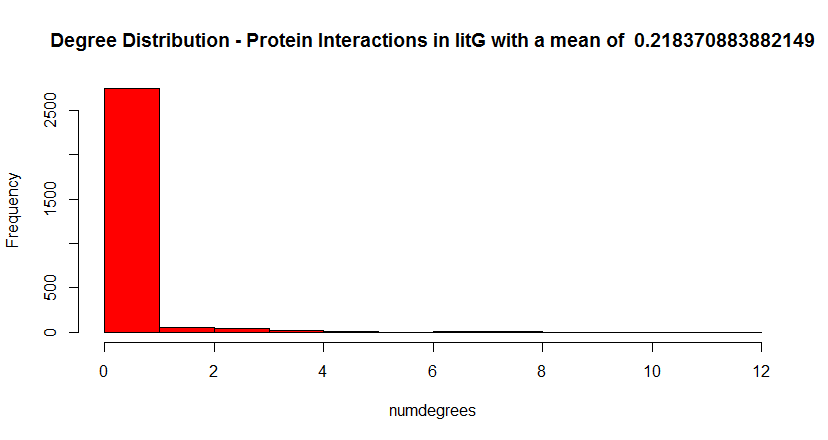 Degree Distribution - Protein Interactions in litG with a mean of 0.218370883882149
Frequency
2500
1500
500
0
0 2 4 6 8 10 12
numdegrees